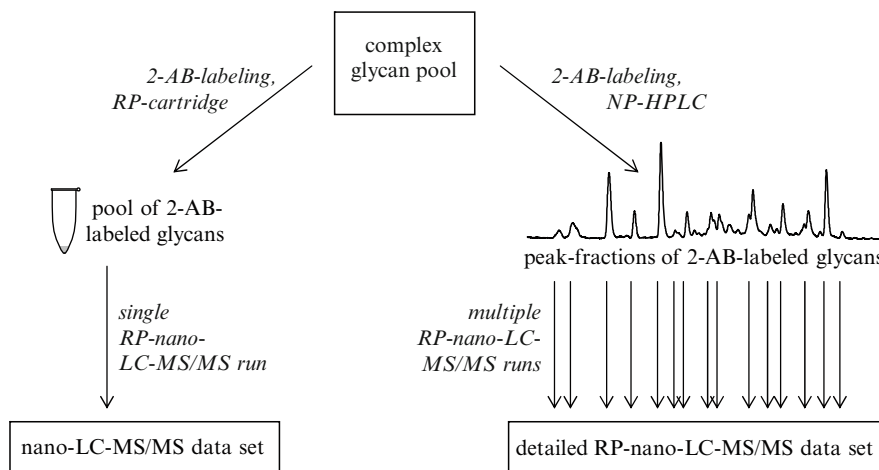 complex
glycan pool
2-AB-labeling,
RP-cartridge
2-AB-labeling,
NP-HPLC
pool of 2-AB-
labeled glycans
peak-fractions of 2-AB-labeled glycans
single
RP-nano-
LC-MS/MS run
multiple
RP-nano-LC-
MS/MS runs
nano-LC-MS/MS data set
detailed RP-nano-LC-MS/MS data set